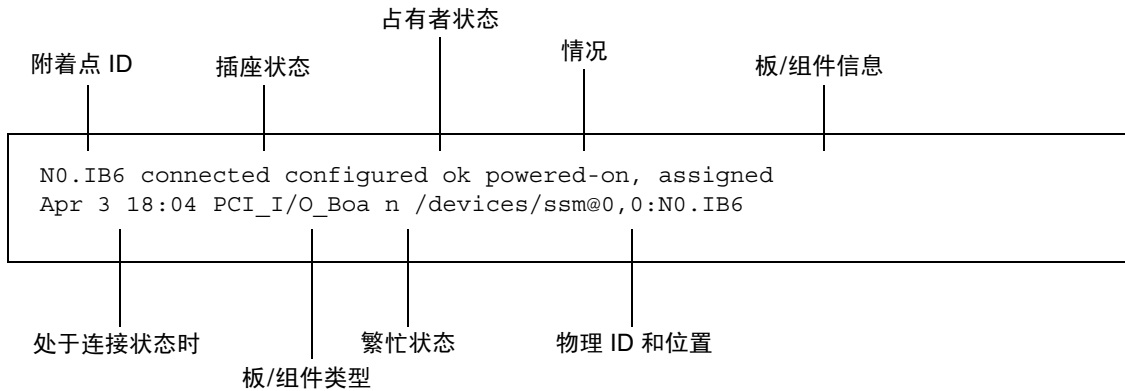 占有者状态
附着点 ID
插座状态
情况
板/组件信息
N0.IB6 connected configured ok powered-on, assigned
Apr 3 18:04 PCI_I/O_Boa n /devices/ssm@0,0:N0.IB6
处于连接状态时
繁忙状态
物理 ID 和位置
板/组件类型